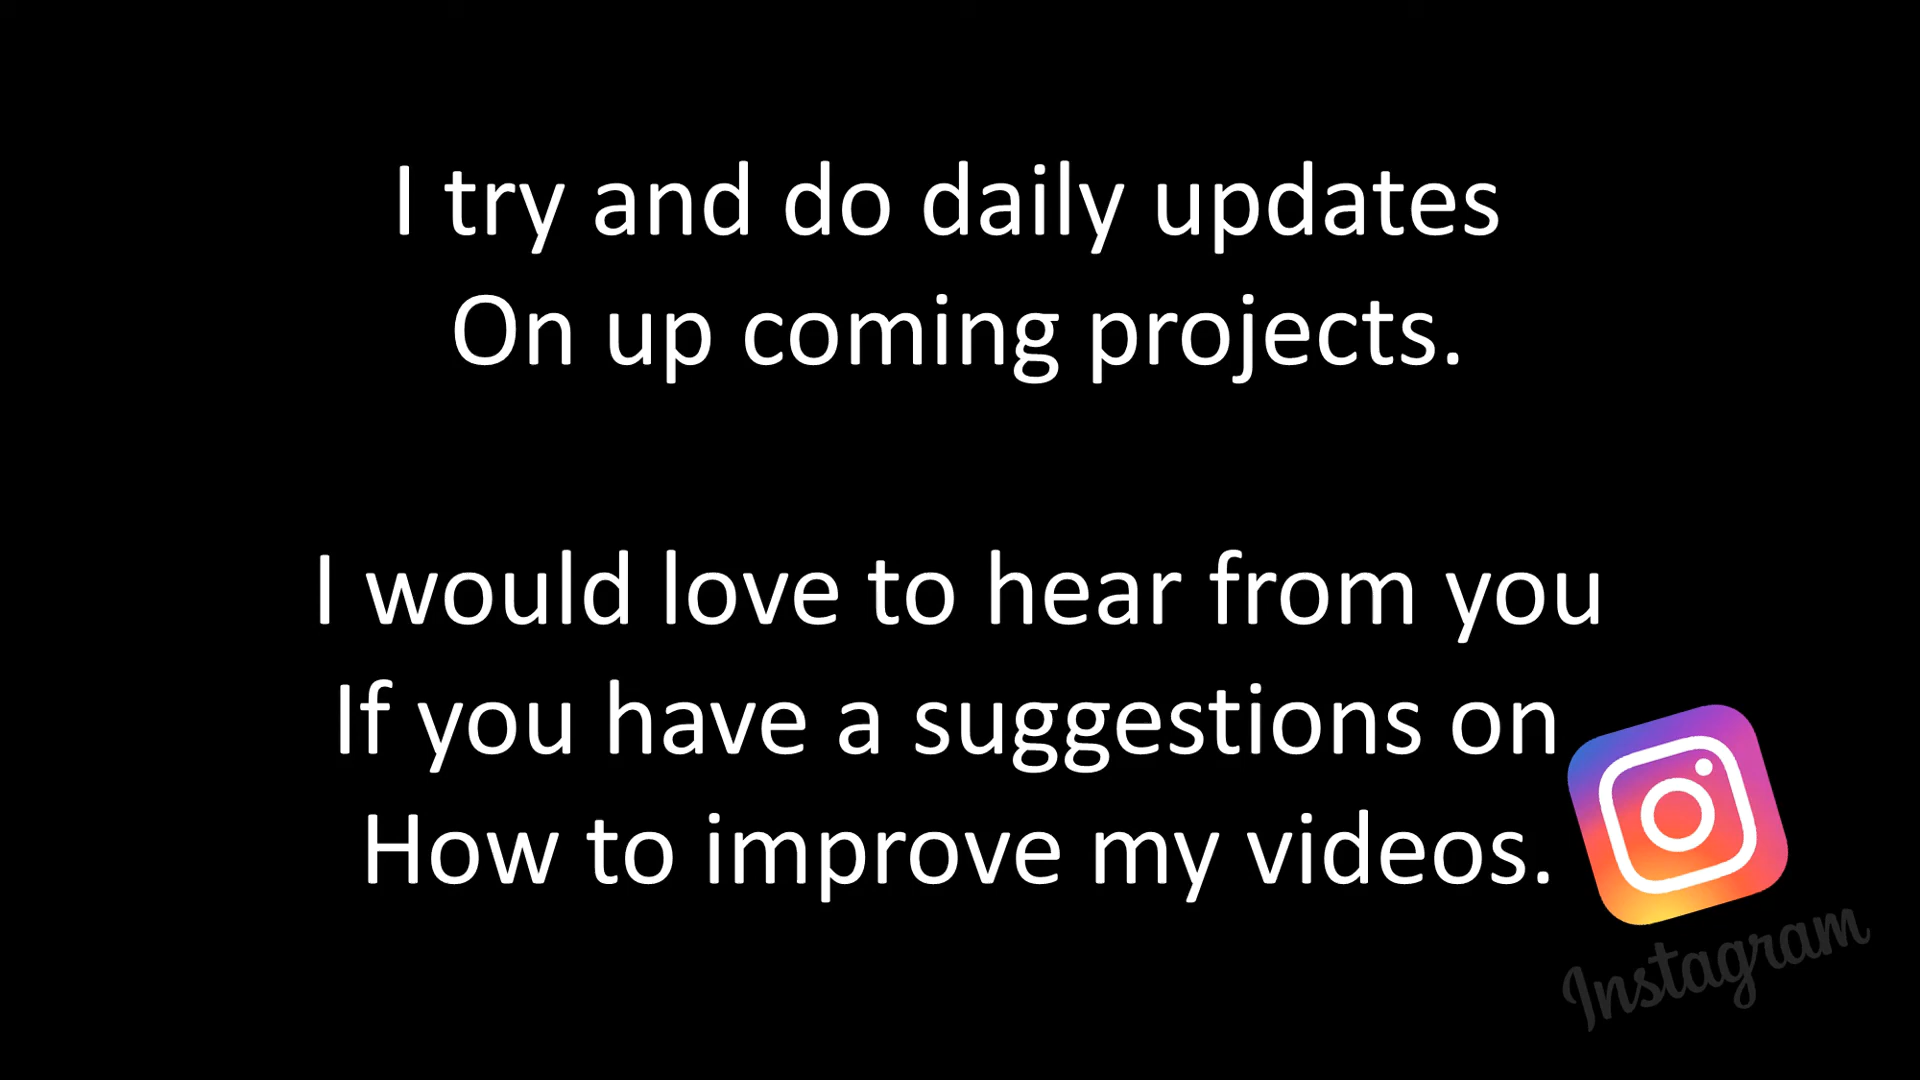 I try and do daily updates
On up coming projects.
I would love to hear from you
If you have a suggestions on
How to improve my videos.
Instagram